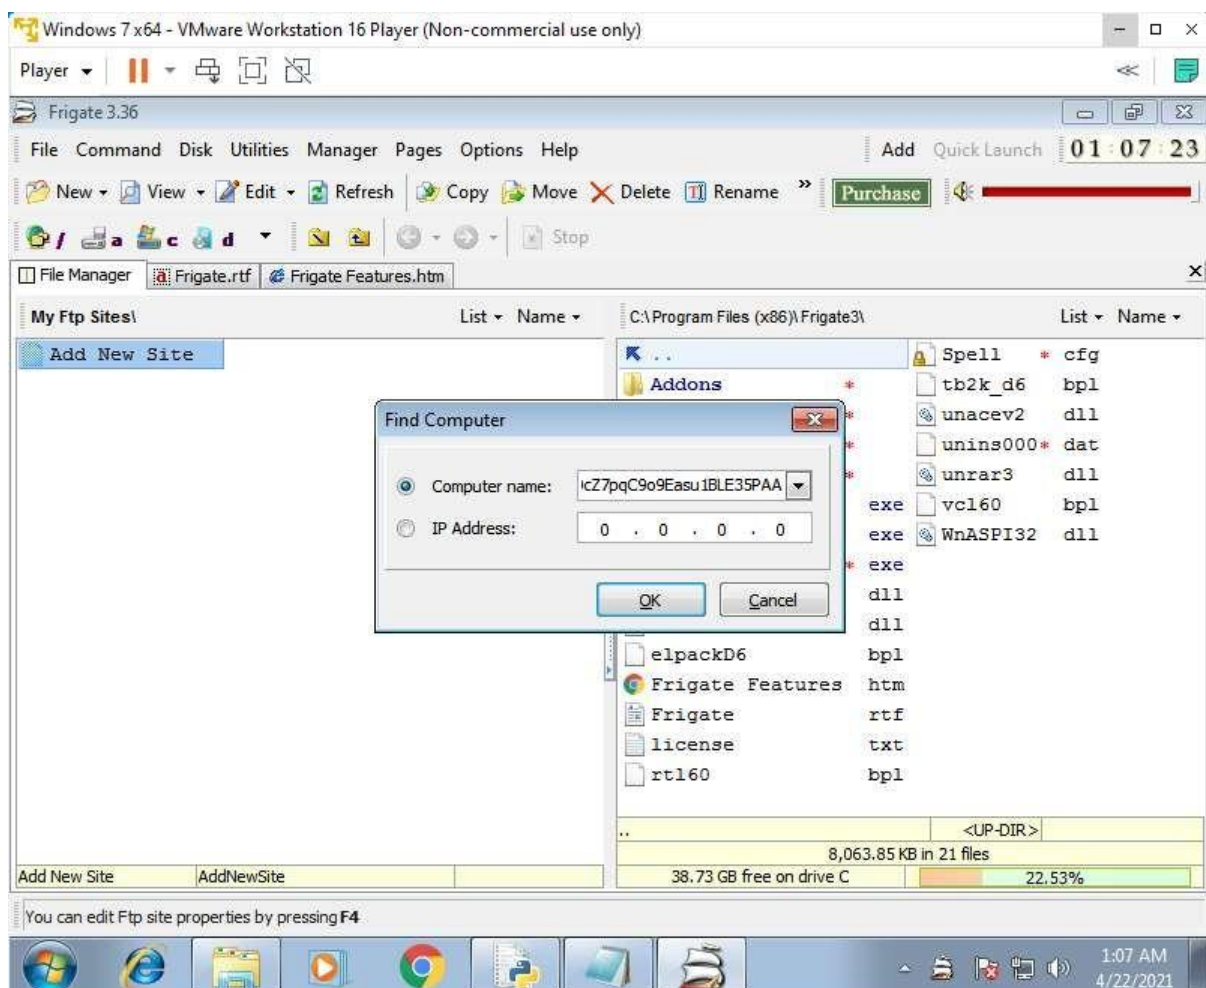 Windows 7 x64 - VMware Workstation 16 Player (Non-commercial use only)
Player
Frigate 3.36
File Command Disk Utilities Manager Pages Options Help Add Quick Launch 01:07:23
New View Edit Refresh Copy Move Delete Rename » Purchase
/ a c d Stop
File Manager Frigate.rtf Frigate Features.htm
My Ftp Sites\ List Name C:\Program Files (x86)\Frigate3\ List Name
Add New Site
..
Addons *
exe
exe
* exe
dll
dll
elpackD6 bpl
Frigate Features htm
Frigate rtf
license txt
rtl60 bpl
Spell * cfg
tb2k_d6 bpl
unacev2 dll
unins000* dat
unrar3 dll
vcl60 bpl
WnASPI32 dll
Find Computer
Computer name: cZ7pqC9o9Easu1BLE35PAA
IP Address: 0 . 0 . 0 . 0
OK Cancel
.. <UP-DIR>
8,063.85 KB in 21 files
Add New Site AddNewSite 38.73 GB free on drive C 22.53%
You can edit Ftp site properties by pressing F4
1:07 AM
4/22/2021